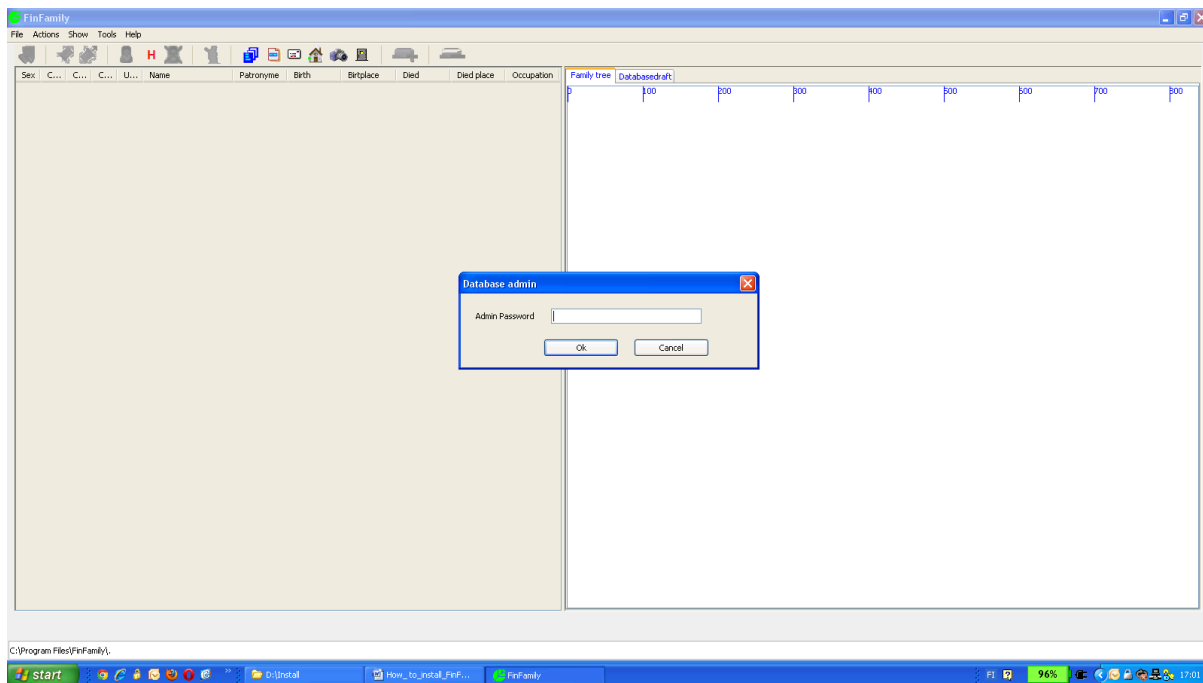 FinFamily
File Actions Show Tools Help
H
Sex C... C... C... U... Name Patronyme Birth Birtplace Died Died place Occupation
Family tree Databasedraft
0 100 200 300 400 500 600 700 800
Database admin
Admin Password
Ok Cancel
C:\Program Files\FinFamily\.
start D:\Install How_to_install_FinF... FinFamily FI 96% 17:01